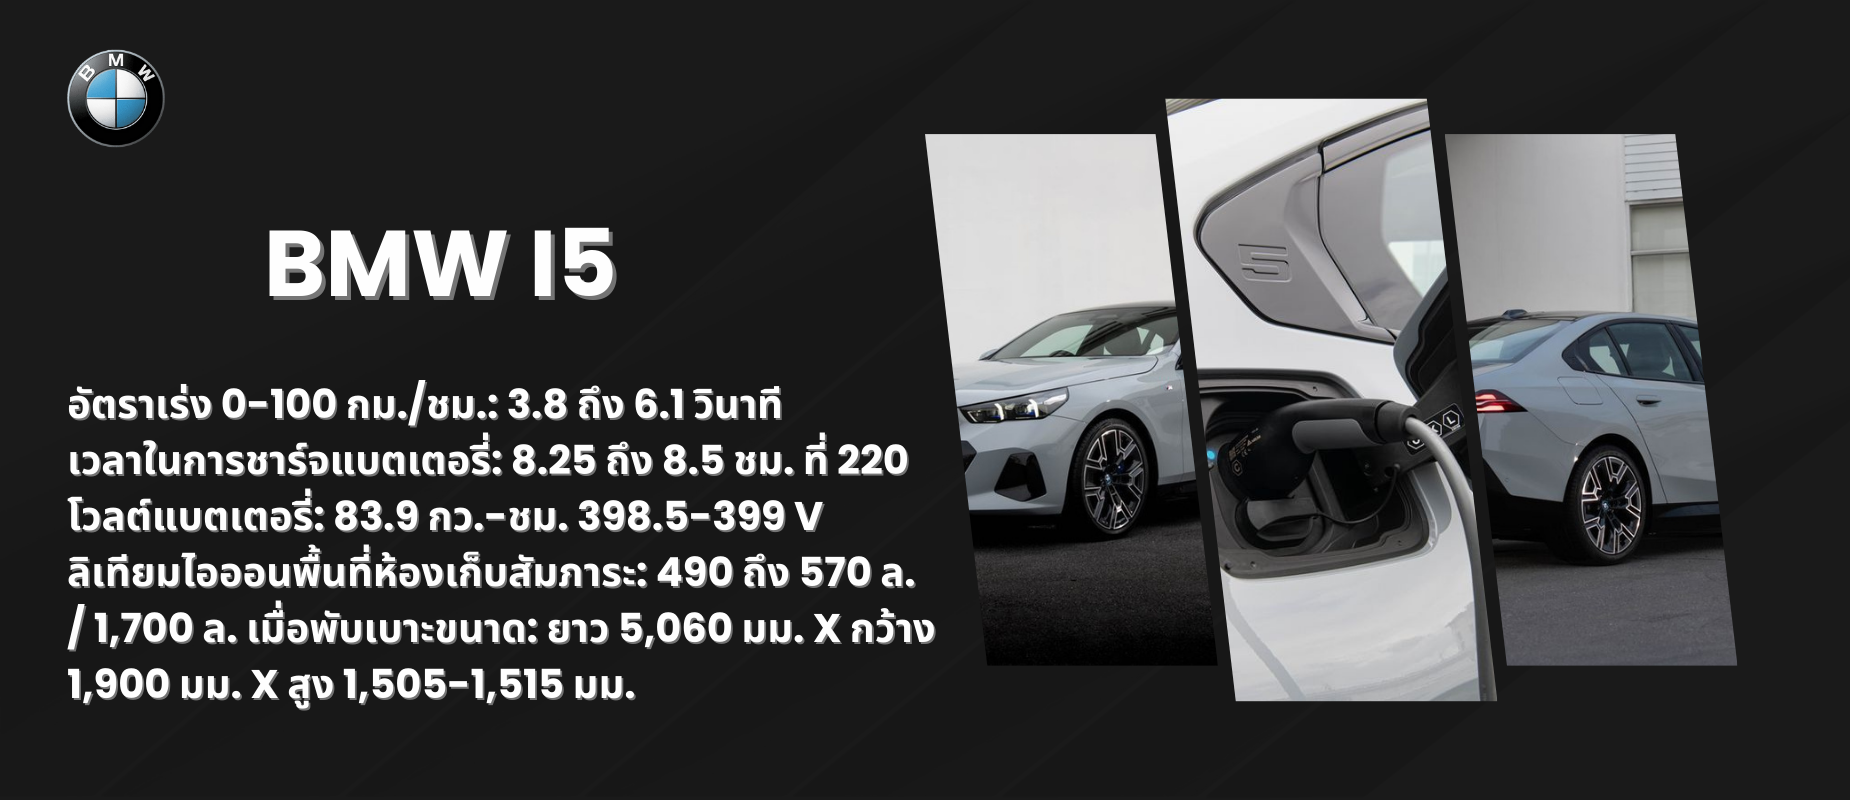 BMW
BMW I5
อัตราเร่ง 0-100 กม./ชม.: 3.8 ถึง 6.1 วินาที
เวลาในการชาร์จแบตเตอรี่: 8.25 ถึง 8.5 ชม. ที่ 220
โวลต์แบตเตอรี่: 83.9 กว.-ชม. 398.5-399 V
ลิเทียมไอออนพื้นที่ห้องเก็บสัมภาระ: 490 ถึง 570 ล.
/ 1,700 ล. เมื่อพับเบาะขนาด: ยาว 5,060 มม. X กว้าง
1,900 มม. X สูง 1,505-1,515 มม.
5